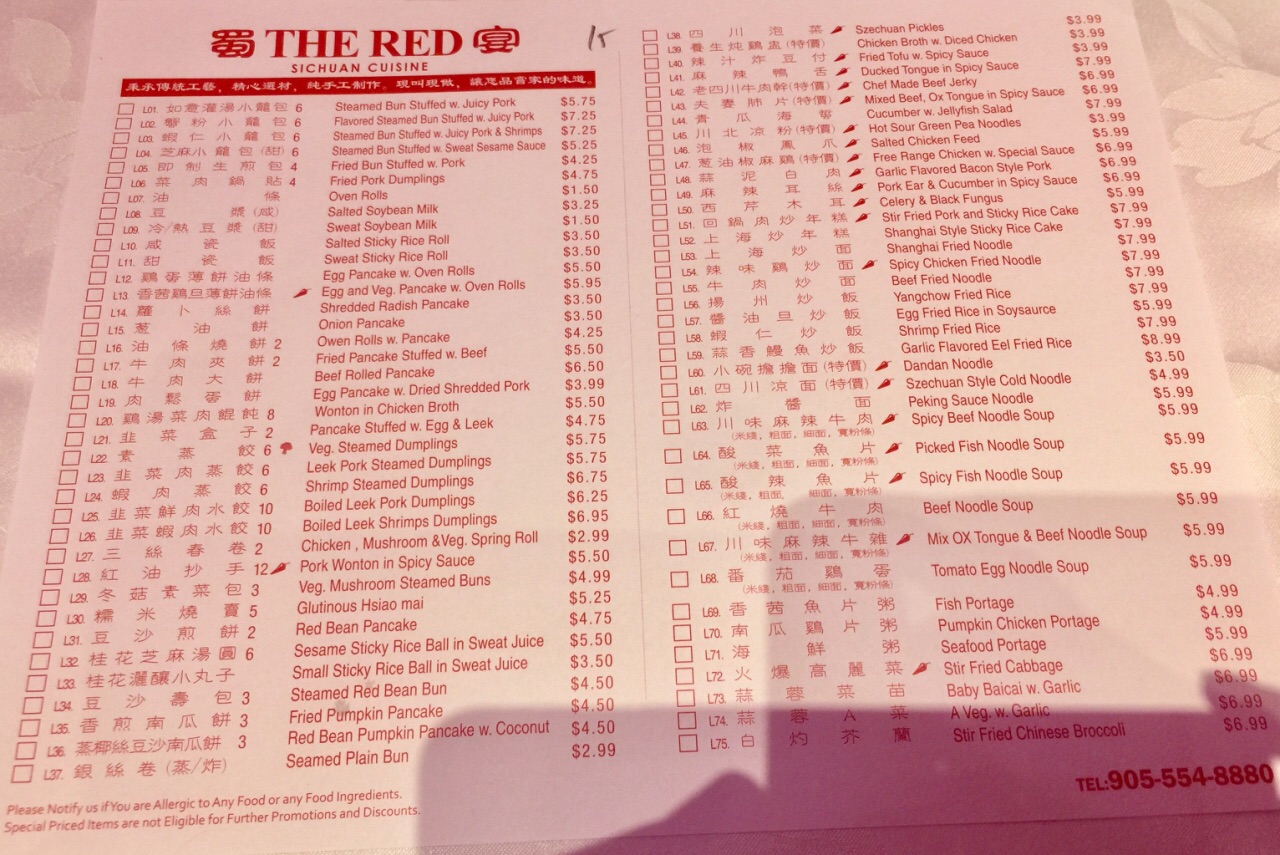 蜀 THE RED 宴
SICHUAN CUISINE
15
秉承傳統工藝，精心選材，純手工制作。現叫現做，讓您品嘗家的味道。
L01. 如意灌湯小籠包 6 Steamed Bun Stuffed w. Juicy Pork $5.75
L02. 蟹粉小籠包 6 Flavored Steamed Bun Stuffed w. Juicy Pork $7.25
L03. 蝦仁小籠包 6 Steamed Bun Stuffed w. Juicy Pork & Shrimps $7.25
L04. 芝麻小籠包(甜) 6 Steamed Bun Stuffed w. Sweat Sesame Sauce $5.25
L05. 即制生煎包 4 Fried Bun Stuffed w. Pork $4.25
L06. 菜肉鍋貼 4 Fried Pork Dumplings $4.75
L07. 油條 Oven Rolls $1.50
L08. 豆漿(咸) Salted Soybean Milk $3.25
L09. 冷/熱豆漿(甜) Sweat Soybean Milk $1.50
L10. 咸瓷飯 Salted Sticky Rice Roll $3.50
L11. 甜瓷飯 Sweat Sticky Rice Roll $3.50
L12. 鷄蛋薄餅油條 Egg Pancake w. Oven Rolls $5.50
L13. 香茜鷄旦薄餅油條 Egg and Veg. Pancake w. Oven Rolls $5.95
L14. 蘿卜絲餅 Shredded Radish Pancake $3.50
L15. 葱油餅 Onion Pancake $3.50
L16. 油條燒餅 2 Owen Rolls w. Pancake $4.25
L17. 牛肉夾餅 2 Fried Pancake Stuffed w. Beef $5.50
L18. 牛肉大餅 Beef Rolled Pancake $6.50
L19. 肉鬆蛋餅 Egg Pancake w. Dried Shredded Pork $3.99
L20. 鷄湯菜肉餛飩 8 Wonton in Chicken Broth $5.50
L21. 韭菜盒子 2 Pancake Stuffed w. Egg & Leek $4.75
L22. 素蒸餃 6 Veg. Steamed Dumplings $5.75
L23. 韭菜肉蒸餃 6 Leek Pork Steamed Dumplings $5.75
L24. 蝦肉蒸餃 6 Shrimp Steamed Dumplings $6.75
L25. 韭菜鮮肉水餃 10 Boiled Leek Pork Dumplings $6.25
L26. 韭菜蝦肉水餃 10 Boiled Leek Shrimps Dumplings $6.95
L27. 三絲春卷 2 Chicken , Mushroom &Veg. Spring Roll $2.99
L28. 紅油抄手 12 Pork Wonton in Spicy Sauce $5.50
L29. 冬菇素菜包 3 Veg. Mushroom Steamed Buns $4.99
L30. 糯米燒賣 5 Glutinous Hsiao mai $5.25
L31. 豆沙煎餅 2 Red Bean Pancake $4.75
L32 桂花芝麻湯圓 6 Sesame Sticky Rice Ball in Sweat Juice $5.50
L33. 桂花灑釀小丸子 Small Sticky Rice Ball in Sweat Juice $3.50
L34. 豆沙壽包 3 Steamed Red Bean Bun $4.50
L35. 香煎南瓜餅 3 Fried Pumpkin Pancake $4.50
L36. 蒸椰絲豆沙南瓜餅 3 Red Bean Pumpkin Pancake w. Coconut $4.50
L37. 銀絲卷(蒸/炸) Seamed Plain Bun $2.99
Please Notify us if You are Allergic to Any Food or any Food Ingredients.
Special Priced Items are not Eligible for Further Promotions and Discounts.
L38. 四川泡菜 Szechuan Pickles $3.99
L39. 養生炖鷄盅(特價) Chicken Broth w. Diced Chicken $3.99
L40. 辣汁炸豆付 Fried Tofu w. Spicy Sauce $3.99
L41. 麻辣鴨舌 Ducked Tongue in Spicy Sauce $7.99
L42. 老四川牛肉幹(特價) Chef Made Beef Jerky $6.99
L43. 夫妻肺片(特價) Mixed Beef, Ox Tongue in Spicy Sauce $6.99
L44. 青瓜海蜇 Cucumber w. Jellyfish Salad $7.99
L45. 川北凉粉(特價) Hot Sour Green Pea Noodles $3.99
L46. 泡椒鳳爪 Salted Chicken Feed $5.99
L47. 葱油椒麻鷄(特價) Free Range Chicken w. Special Sauce $6.99
L48. 蒜泥白肉 Garlic Flavored Bacon Style Pork $6.99
L49. 麻辣耳絲 Pork Ear & Cucumber in Spicy Sauce $6.99
L50. 西芹木耳 Celery & Black Fungus $5.99
L51. 回鍋肉炒年糕 Stir Fried Pork and Sticky Rice Cake $7.99
L52. 上海炒年糕 Shanghai Style Sticky Rice Cake $7.99
L53. 上海炒面 Shanghai Fried Noodle $7.99
L54. 辣味鷄炒面 Spicy Chicken Fried Noodle $7.99
L55. 牛肉炒面 Beef Fried Noodle $7.99
L56. 揚州炒飯 Yangchow Fried Rice $7.99
L57. 醬油旦炒飯 Egg Fried Rice in Soysaurce $5.99
L58. 蝦仁炒飯 Shrimp Fried Rice $7.99
L59. 蒜香鰻魚炒飯 Garlic Flavored Eel Fried Rice $8.99
L60. 小碗擔擔面(特價) Dandan Noodle $3.50
L61. 四川凉面(特價) Szechuan Style Cold Noodle $4.99
L62. 炸醬面 Peking Sauce Noodle $5.99
L63. 川味麻辣牛肉 Spicy Beef Noodle Soup $5.99
(米綫，粗面，細面，寬粉條)
L64. 酸菜魚片 Picked Fish Noodle Soup $5.99
(米綫，粗面，細面，寬粉條)
L65. 酸辣魚片 Spicy Fish Noodle Soup $5.99
(米綫，粗面，細面，寬粉條)
L66. 紅燒牛肉 Beef Noodle Soup $5.99
(米綫，粗面，細面，寬粉條)
L67. 川味麻辣牛雜 Mix OX Tongue & Beef Noodle Soup $5.99
(米綫，粗面，細面，寬粉條)
L68. 番茄鷄蛋 Tomato Egg Noodle Soup $5.99
(米綫，粗面，細面，寬粉條)
L69. 香茜魚片粥 Fish Portage $4.99
L70. 南瓜鷄片粥 Pumpkin Chicken Portage $4.99
L71. 海鮮粥 Seafood Portage $5.99
L72. 火爆高麗菜 Stir Fried Cabbage $6.99
L73. 蒜蓉菜苗 Baby Baicai w. Garlic $6.99
L74. 蒜蓉A菜 A Veg. w. Garlic $6.99
L75. 白灼芥蘭 Stir Fried Chinese Broccoli $6.99
TEL:905-554-8880